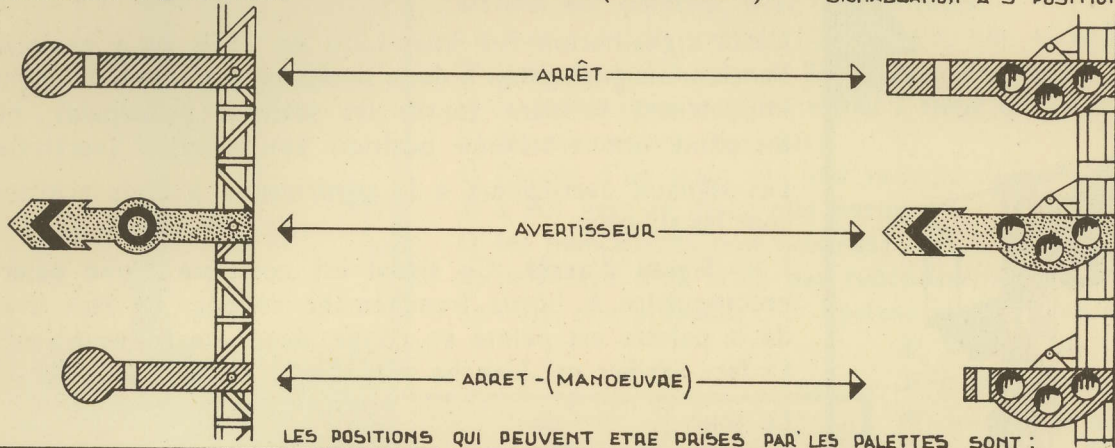 ARRÊT
AVERTISSEUR
ARRET-(MANOEUVRE)
LES POSITIONS QUI PEUVENT ETRE PRISES PAR LES PALETTES SONT: